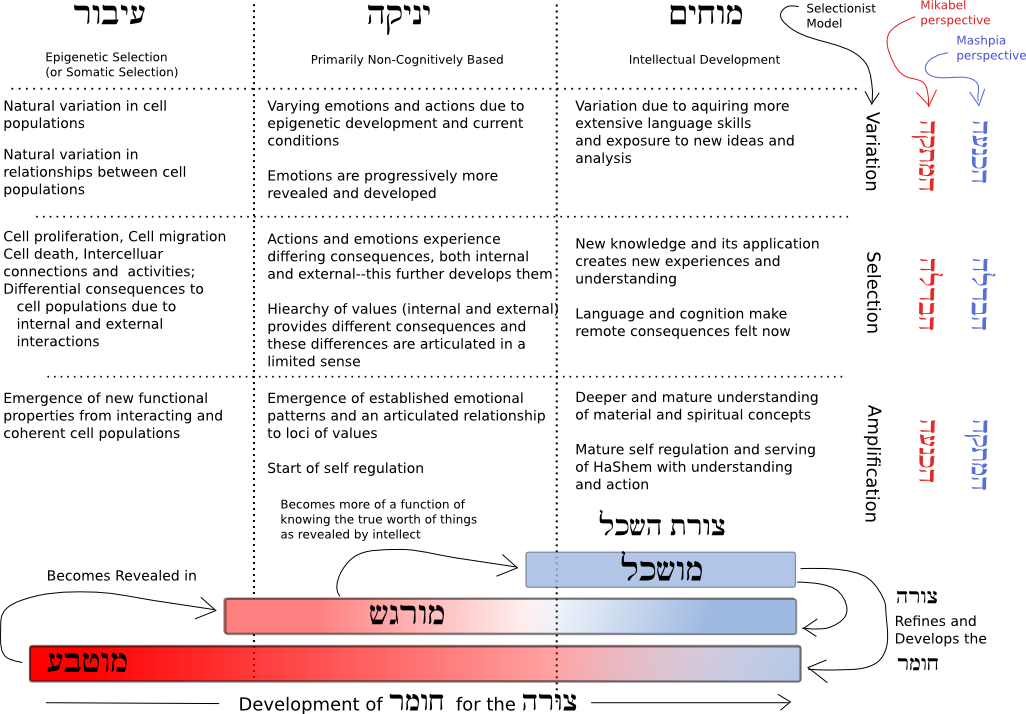 עיבור
יניקה
מוחים
Selectionist
Model
Mikabel
perspective
Mashpia
perspective
Epigenetic Selection
(or Somatic Selection)
Primarily Non-Cognitively Based
Intellectual Development
Natural variation in cell
populations
Natural variation in
relationships between cell
populations
Varying emotions and actions due to
epigenetic development and current
conditions
Emotions are progressively more
revealed and developed
Variation due to aquiring more
extensive language skills
and exposure to new ideas and
analysis
Variation
המתקה
הכנעה
Cell proliferation, Cell migration
Cell death, Intercelluar
connections and activities;
Differential consequences to
cell populations due to
internal and external
interactions
Actions and emotions experience
differing consequences, both internal
and external--this further develops them
Hiearchy of values (internal and external)
provides different consequences and
these differences are articulated in a
limited sense
New knowledge and its application
creates new experiences and
understanding
Language and cognition make
remote consequences felt now
Selection
הבדלה
הבדלה
Emergence of new functional
properties from interacting and
coherent cell populations
Emergence of established emotional
patterns and an articulated relationship
to loci of values
Start of self regulation
Deeper and mature understanding
of material and spiritual concepts
Mature self regulation and serving
of HaShem with understanding
and action
Amplification
הכנעה
המתקה
Becomes more of a function of
knowing the true worth of things
as revealed by intellect
צורת השכל
מושכל
Becomes Revealed in
מורגש
מוטבע
צורה
Refines and
Develops the
חומר
Development of חומר for the צורה